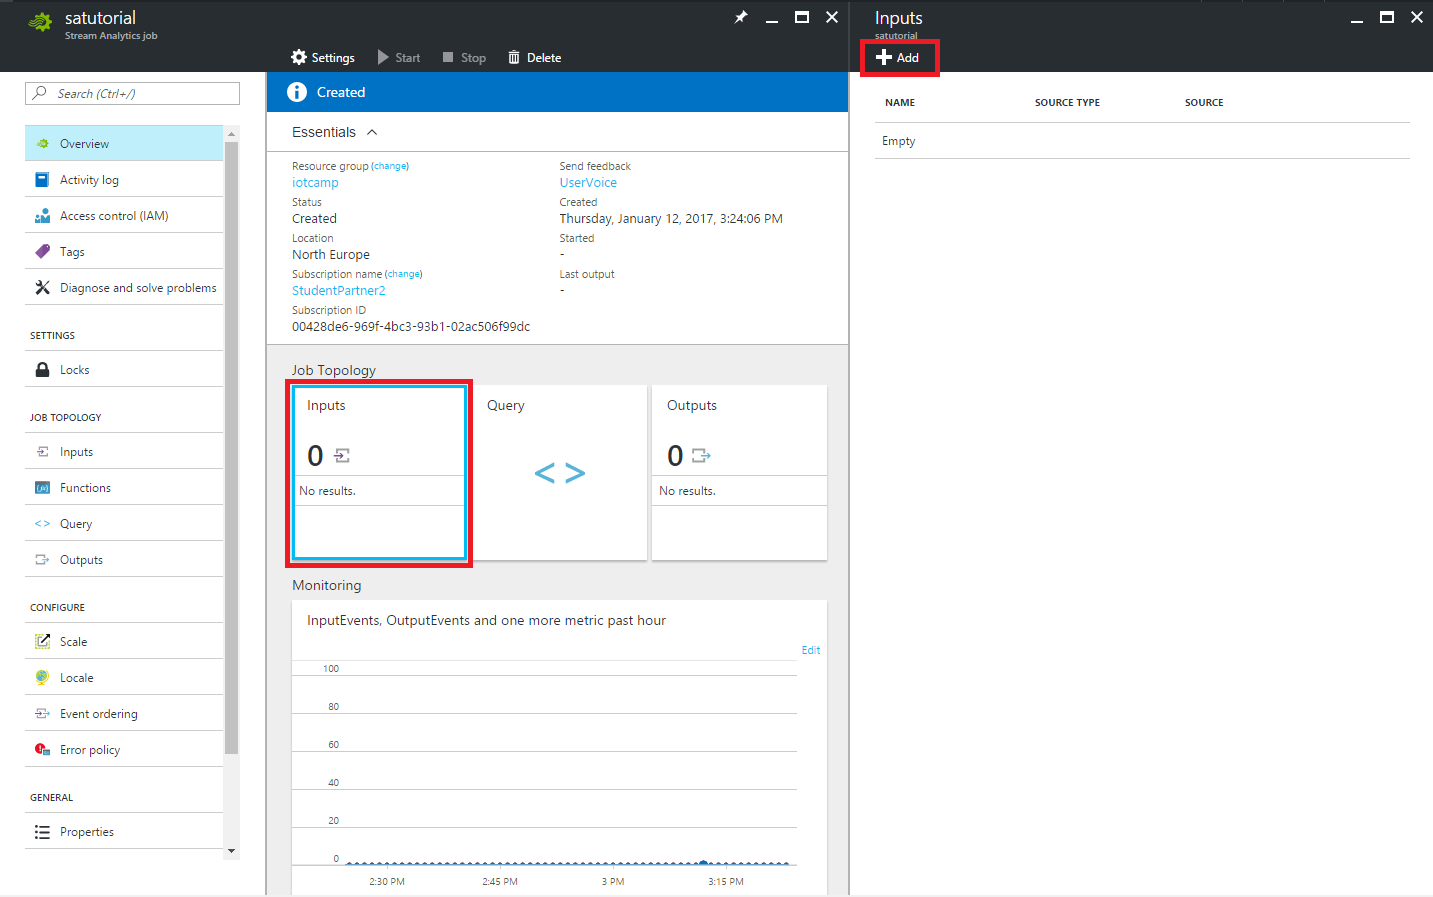 satutorial
Stream Analytics job
Settings
Start
Stop
Delete
Search (Ctrl+/)
Overview
Activity log
Access control (IAM)
Tags
Diagnose and solve problems
SETTINGS
Locks
JOB TOPOLOGY
Inputs
Functions
Query
Outputs
CONFIGURE
Scale
Locale
Event ordering
Error policy
GENERAL
Properties
Created
Essentials
Resource group (change)
iotcamp
Status
Created
Location
North Europe
Subscription name (change)
StudentPartner2
Subscription ID
00428de6-969f-4bc3-93b1-02ac506f99dc
Send feedback
UserVoice
Created
Thursday, January 12, 2017, 3:24:06 PM
Started
-
Last output
-
Job Topology
Inputs
0
No results.
Query
< >
Outputs
0
No results.
Monitoring
InputEvents, OutputEvents and one more metric past hour
Edit
100
80
60
40
20
0
2:30 PM
2:45 PM
3 PM
3:15 PM
Inputs
satutorial
Add
NAME
SOURCE TYPE
SOURCE
Empty